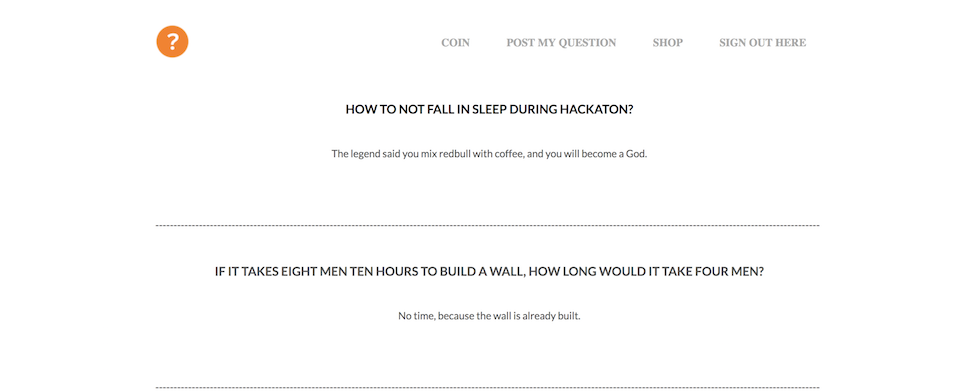 ?
COIN POST MY QUESTION SHOP SIGN OUT HERE
HOW TO NOT FALL IN SLEEP DURING HACKATON?
The legend said you mix redbull with coffee, and you will become a God.
IF IT TAKES EIGHT MEN TEN HOURS TO BUILD A WALL, HOW LONG WOULD IT TAKE FOUR MEN?
No time, because the wall is already built.